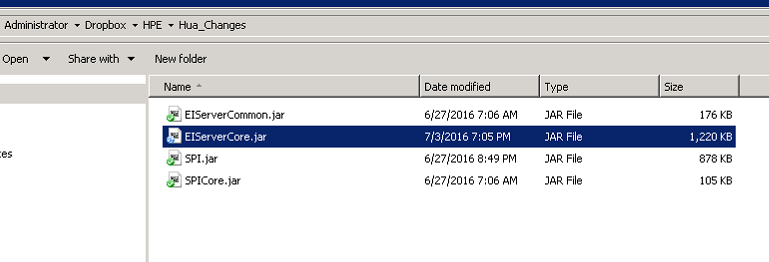 Administrator Dropbox HPE Hua_Changes
Open Share with New folder
Name Date modified Type Size
EIServerCommon.jar 6/27/2016 7:06 AM JAR File 176 KB
EIServerCore.jar 7/3/2016 7:05 PM JAR File 1,220 KB
tes SPI.jar 6/27/2016 8:49 PM JAR File 878 KB
SPICore.jar 6/27/2016 7:06 AM JAR File 105 KB